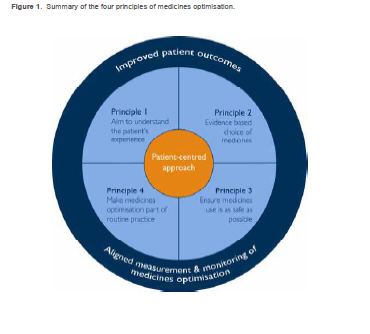 Figure 1. Summary of the four principles of medicines optimisation.
Improved patient outcomes
Principle 1
Aim to understand
the patient's
experience
Principle 2
Evidence based
choice of
medicines
Patient-centred
approach
Principle 4
Make medicines
optimisation part of
routine practice
Principle 3
Ensure medicines
use is as safe as
possible
Aligned measurement & monitoring of
medicines optimisation